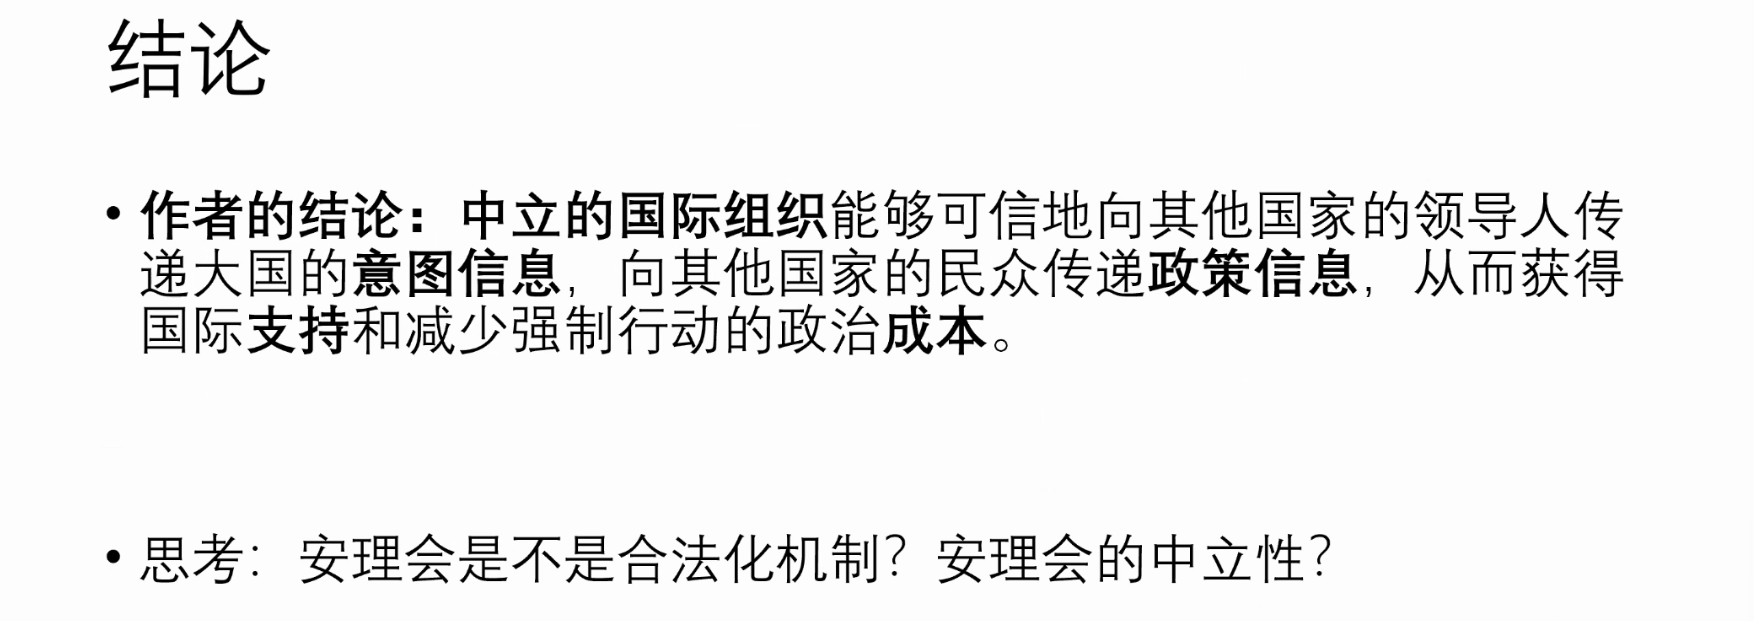 结论
• 作者的结论：中立的国际组织能够可信地向其他国家的领导人传
递大国的意图信息，向其他国家的民众传递政策信息，从而获得
国际支持和减少强制行动的政治成本。
• 思考：安理会是不是合法化机制？安理会的中立性？